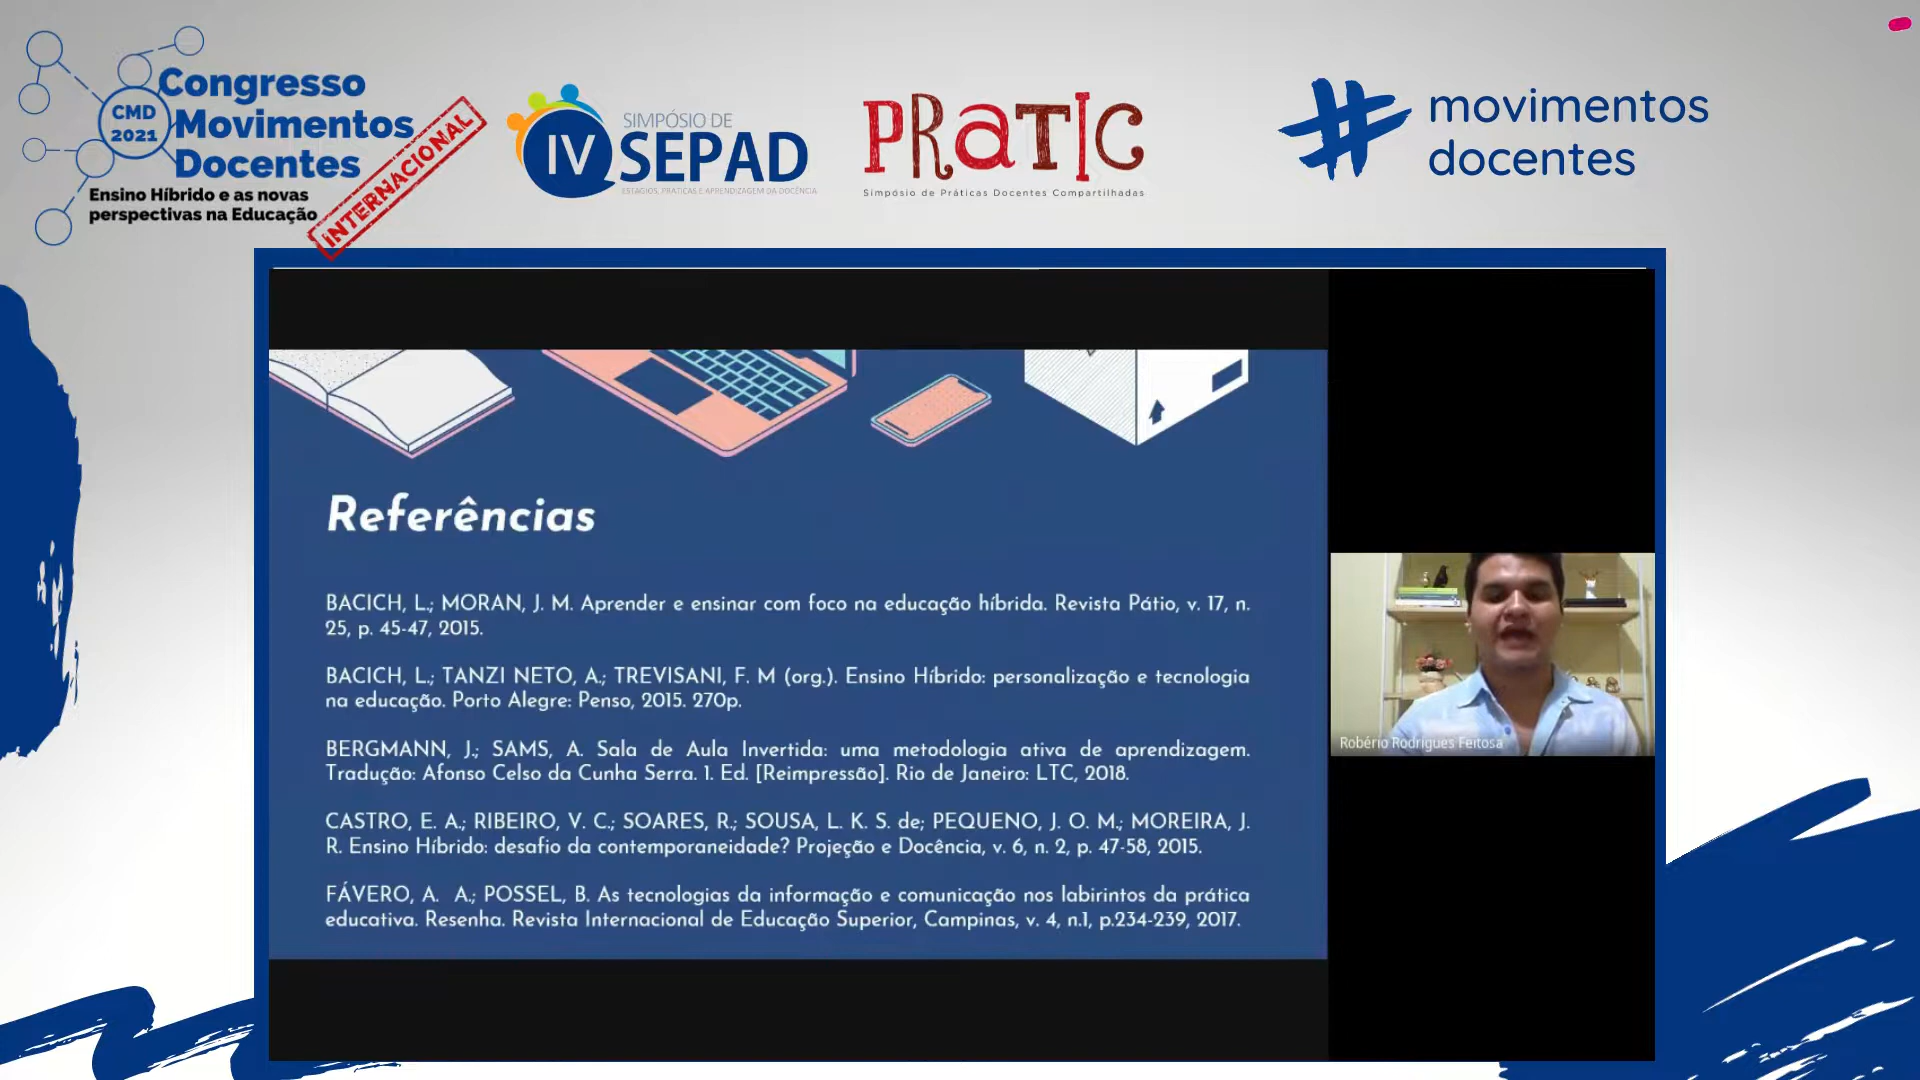 Congresso
CMD
2021
Movimentos
Docentes
Ensino Híbrido e as novas
perspectivas na Educação
INTERNACIONAL
IV
SIMPÓSIO DE
SEPAD
ESTÁGIOS, PRÁTICAS E APRENDIZAGEM DA DOCÊNCIA
PRATIC
Simpósio de Práticas Docentes Compartilhadas
# movimentos
docentes
Referências
BACICH, L.; MORAN, J. M. Aprender e ensinar com foco na educação híbrida. Revista Pátio, v. 17, n.
25, p. 45-47, 2015.
BACICH, L.; TANZI NETO, A.; TREVISANI, F. M (org.). Ensino Híbrido: personalização e tecnologia
na educação. Porto Alegre: Penso, 2015. 270p.
BERGMANN, J.; SAMS, A. Sala de Aula Invertida: uma metodologia ativa de aprendizagem.
Tradução: Afonso Celso da Cunha Serra. 1. Ed. [Reimpressão]. Rio de Janeiro: LTC, 2018.
CASTRO, E. A.; RIBEIRO, V. C.; SOARES, R.; SOUSA, L. K. S. de; PEQUENO, J. O. M.; MOREIRA, J.
R. Ensino Híbrido: desafio da contemporaneidade? Projeção e Docência, v. 6, n. 2, p. 47-58, 2015.
FÁVERO, A. A.; POSSEL, B. As tecnologias da informação e comunicação nos labirintos da prática
educativa. Resenha. Revista Internacional de Educação Superior, Campinas, v. 4, n.1, p.234-239, 2017.
Robério Rodrigues Feitosa